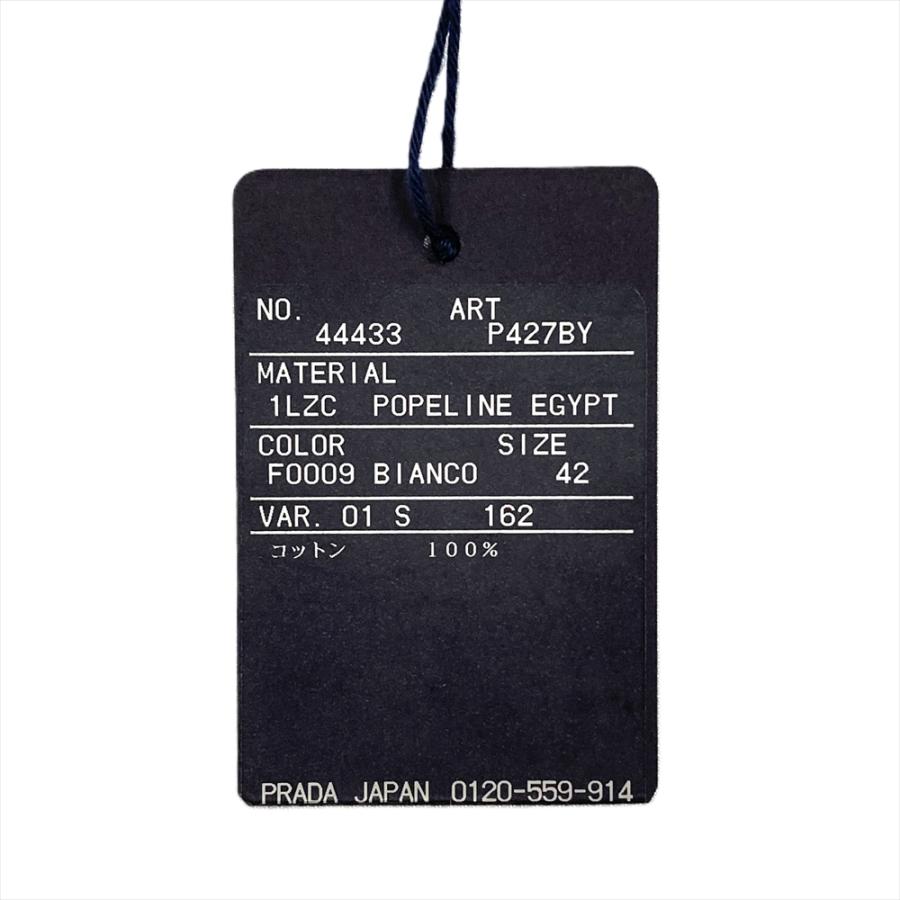 NO. ART
44433 P427BY
MATERIAL
1LZC POPELINE EGYPT
COLOR SIZE
F0009 BIANCO 42
VAR. 01 S 162
コットン 100%
PRADA JAPAN 0120-559-914